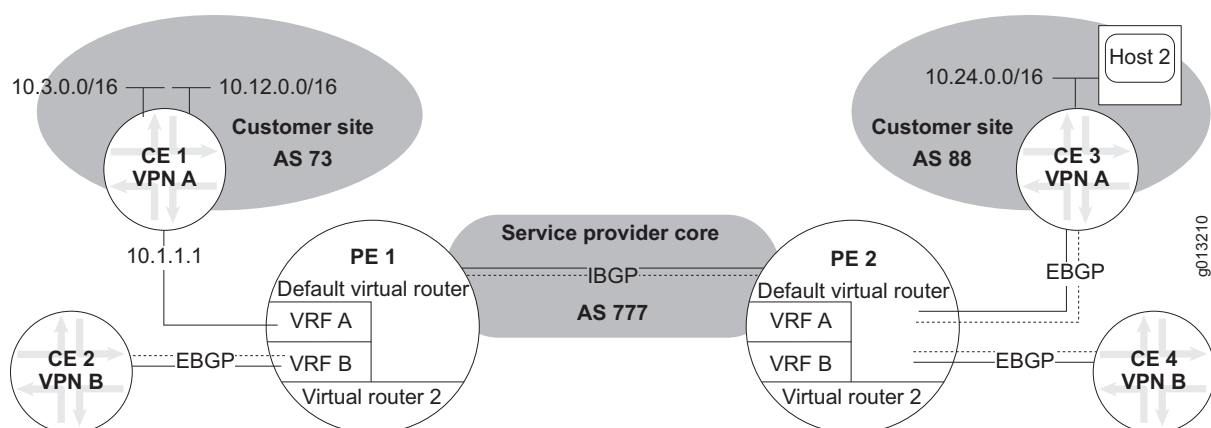 10.3.0.0/16
10.12.0.0/16
Customer site
AS 73
CE 1
VPN A
10.1.1.1
CE 2
VPN B
EBGP
PE 1
Default virtual router
VRF A
VRF B
Virtual router 2
Service provider core
IBGP
AS 777
PE 2
Default virtual router
VRF A
VRF B
Virtual router 2
10.24.0.0/16
Host 2
Customer site
AS 88
CE 3
VPN A
EBGP
EBGP
CE 4
VPN B
g013210